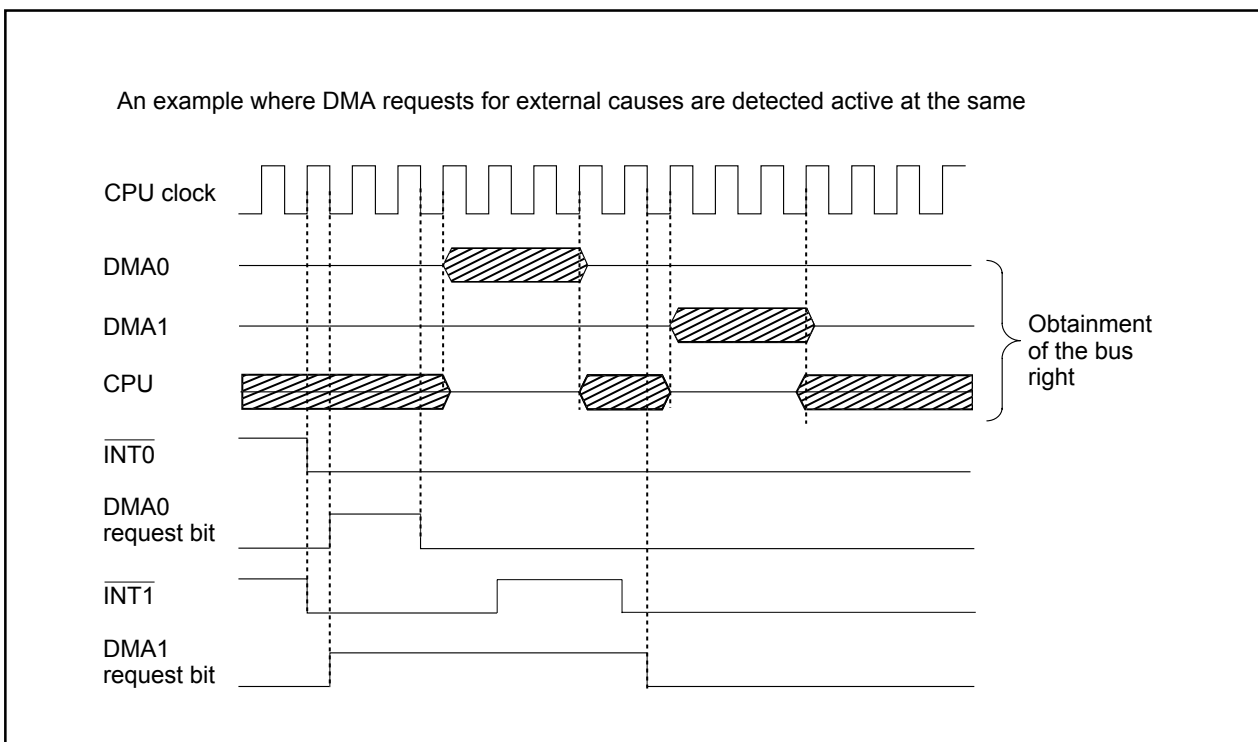 An example where DMA requests for external causes are detected active at the same
CPU clock
DMA0
DMA1
CPU
Obtainment
of the bus
right
INT0
DMA0
request bit
INT1
DMA1
request bit